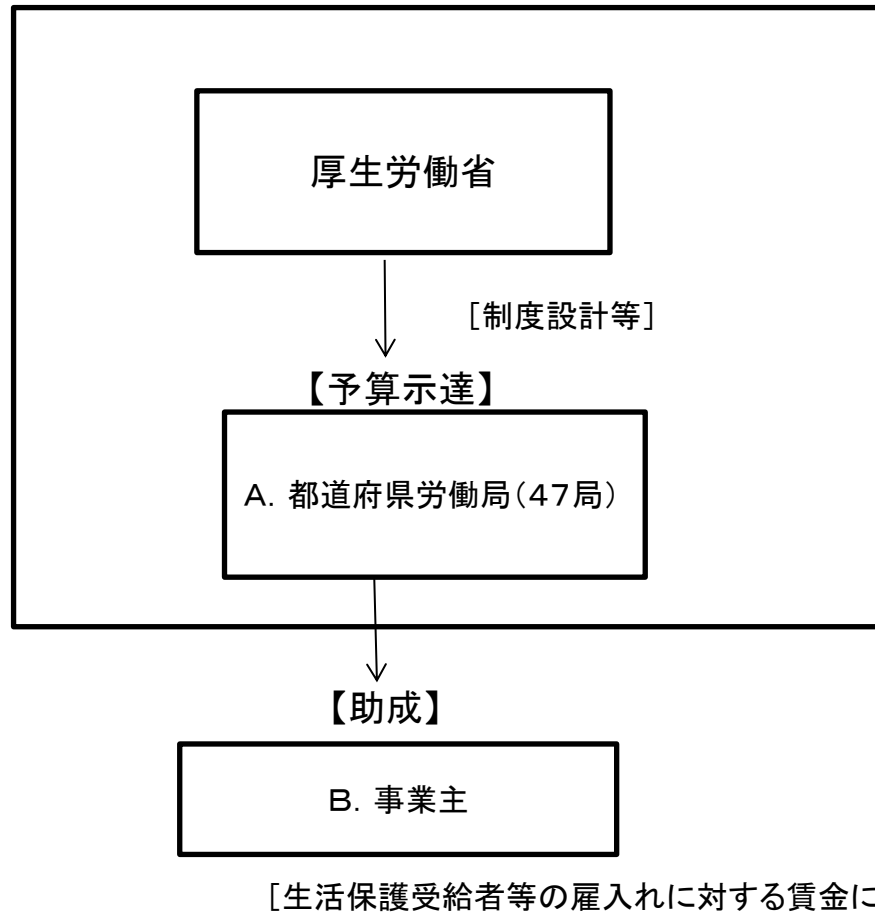 厚生労働省
［制度設計等］
【予算示達】
A. 都道府県労働局（47局）
【助成】
B. 事業主
［生活保護受給者等の雇入れに対する賃金に